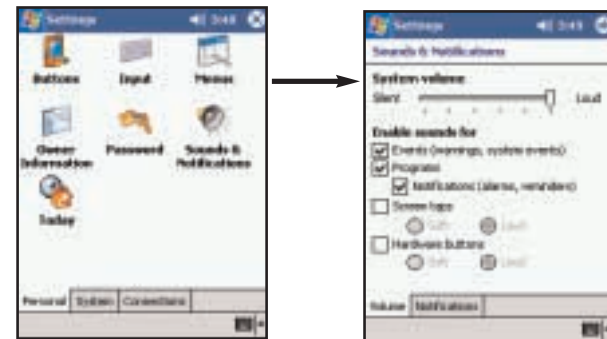 Settings 3:49
Buttons Input Menus
Owner Information Password Sounds & Notifications
Today
Personal System Connections
Settings 3:49
Sounds & Notifications
System volume
Silent Loud
Enable sounds for
Events (warnings, system events)
Programs
Notifications (alarms, reminders)
Screen taps
Soft Loud
Hardware buttons
Soft Loud
Volume Notifications